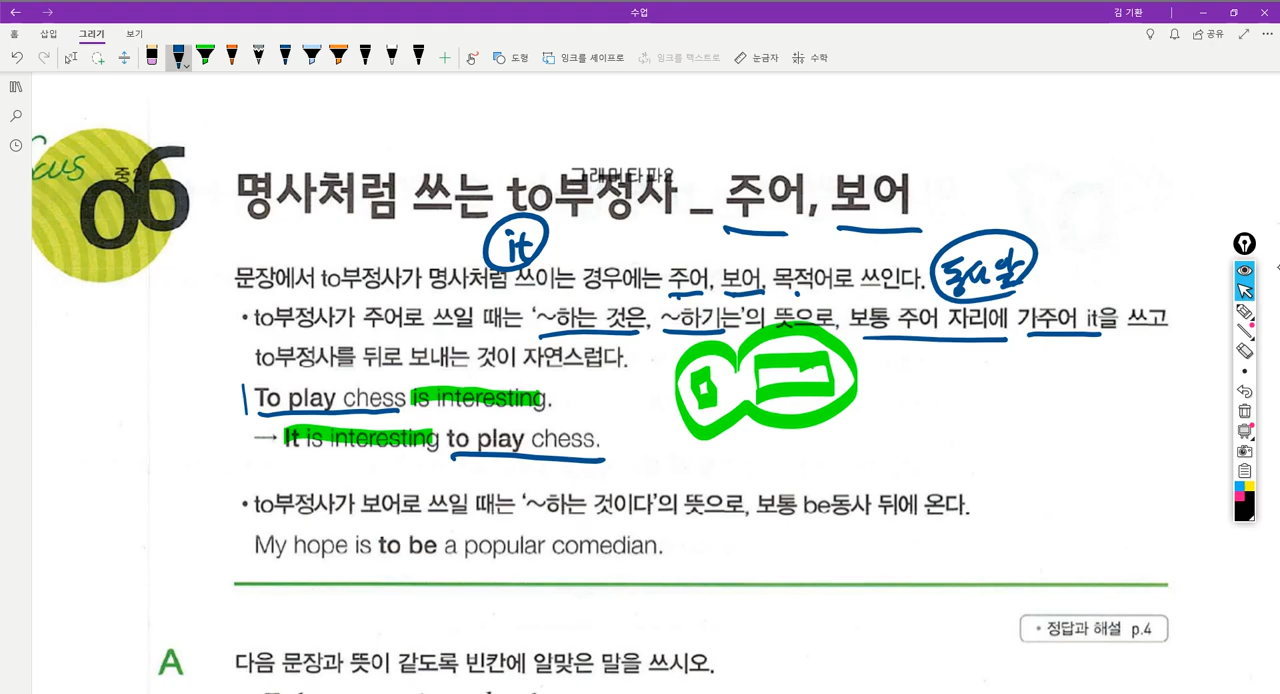 수업
김 기환
홈 삽입 그리기 보기
공유
도형 잉크를 셰이프로 잉크를 텍스트로 눈금자 수학
cus
중2
그래머타파2
06
명사처럼 쓰는 to부정사 _ 주어, 보어
it
문장에서 to부정사가 명사처럼 쓰이는 경우에는 주어, 보어, 목적어로 쓰인다.
동사 앞
• to부정사가 주어로 쓰일 때는 ‘~하는 것은, ~하기는’의 뜻으로, 보통 주어 자리에 가주어 it을 쓰고
to부정사를 뒤로 보내는 것이 자연스럽다.
To play chess is interesting.
→ It is interesting to play chess.
• to부정사가 보어로 쓰일 때는 ‘~하는 것이다’의 뜻으로, 보통 be동사 뒤에 온다.
My hope is to be a popular comedian.
• 정답과 해설 p.4
A 다음 문장과 뜻이 같도록 빈칸에 알맞은 말을 쓰시오.